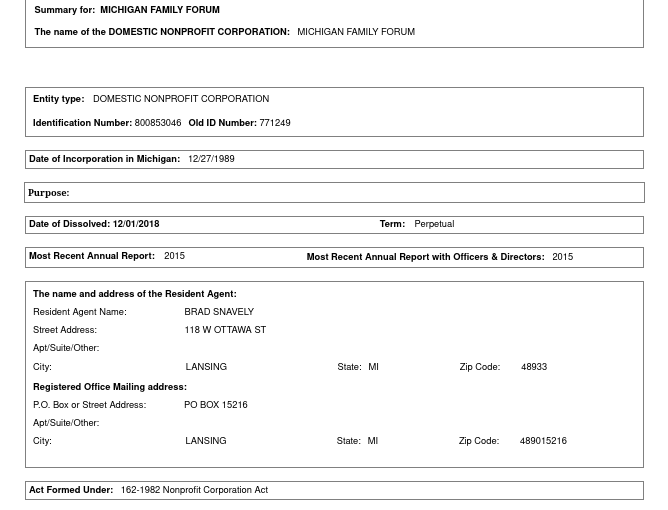 Summary for: MICHIGAN FAMILY FORUM
The name of the DOMESTIC NONPROFIT CORPORATION: MICHIGAN FAMILY FORUM
Entity type: DOMESTIC NONPROFIT CORPORATION
Identification Number: 800853046 Old ID Number: 771249
Date of Incorporation in Michigan: 12/27/1989
Purpose:
Date of Dissolved: 12/01/2018 Term: Perpetual
Most Recent Annual Report: 2015 Most Recent Annual Report with Officers & Directors: 2015
The name and address of the Resident Agent:
Resident Agent Name: BRAD SNAVELY
Street Address: 118 W OTTAWA ST
Apt/Suite/Other:
City: LANSING State: MI Zip Code: 48933
Registered Office Mailing address:
P.O. Box or Street Address: PO BOX 15216
Apt/Suite/Other:
City: LANSING State: MI Zip Code: 489015216
Act Formed Under: 162-1982 Nonprofit Corporation Act